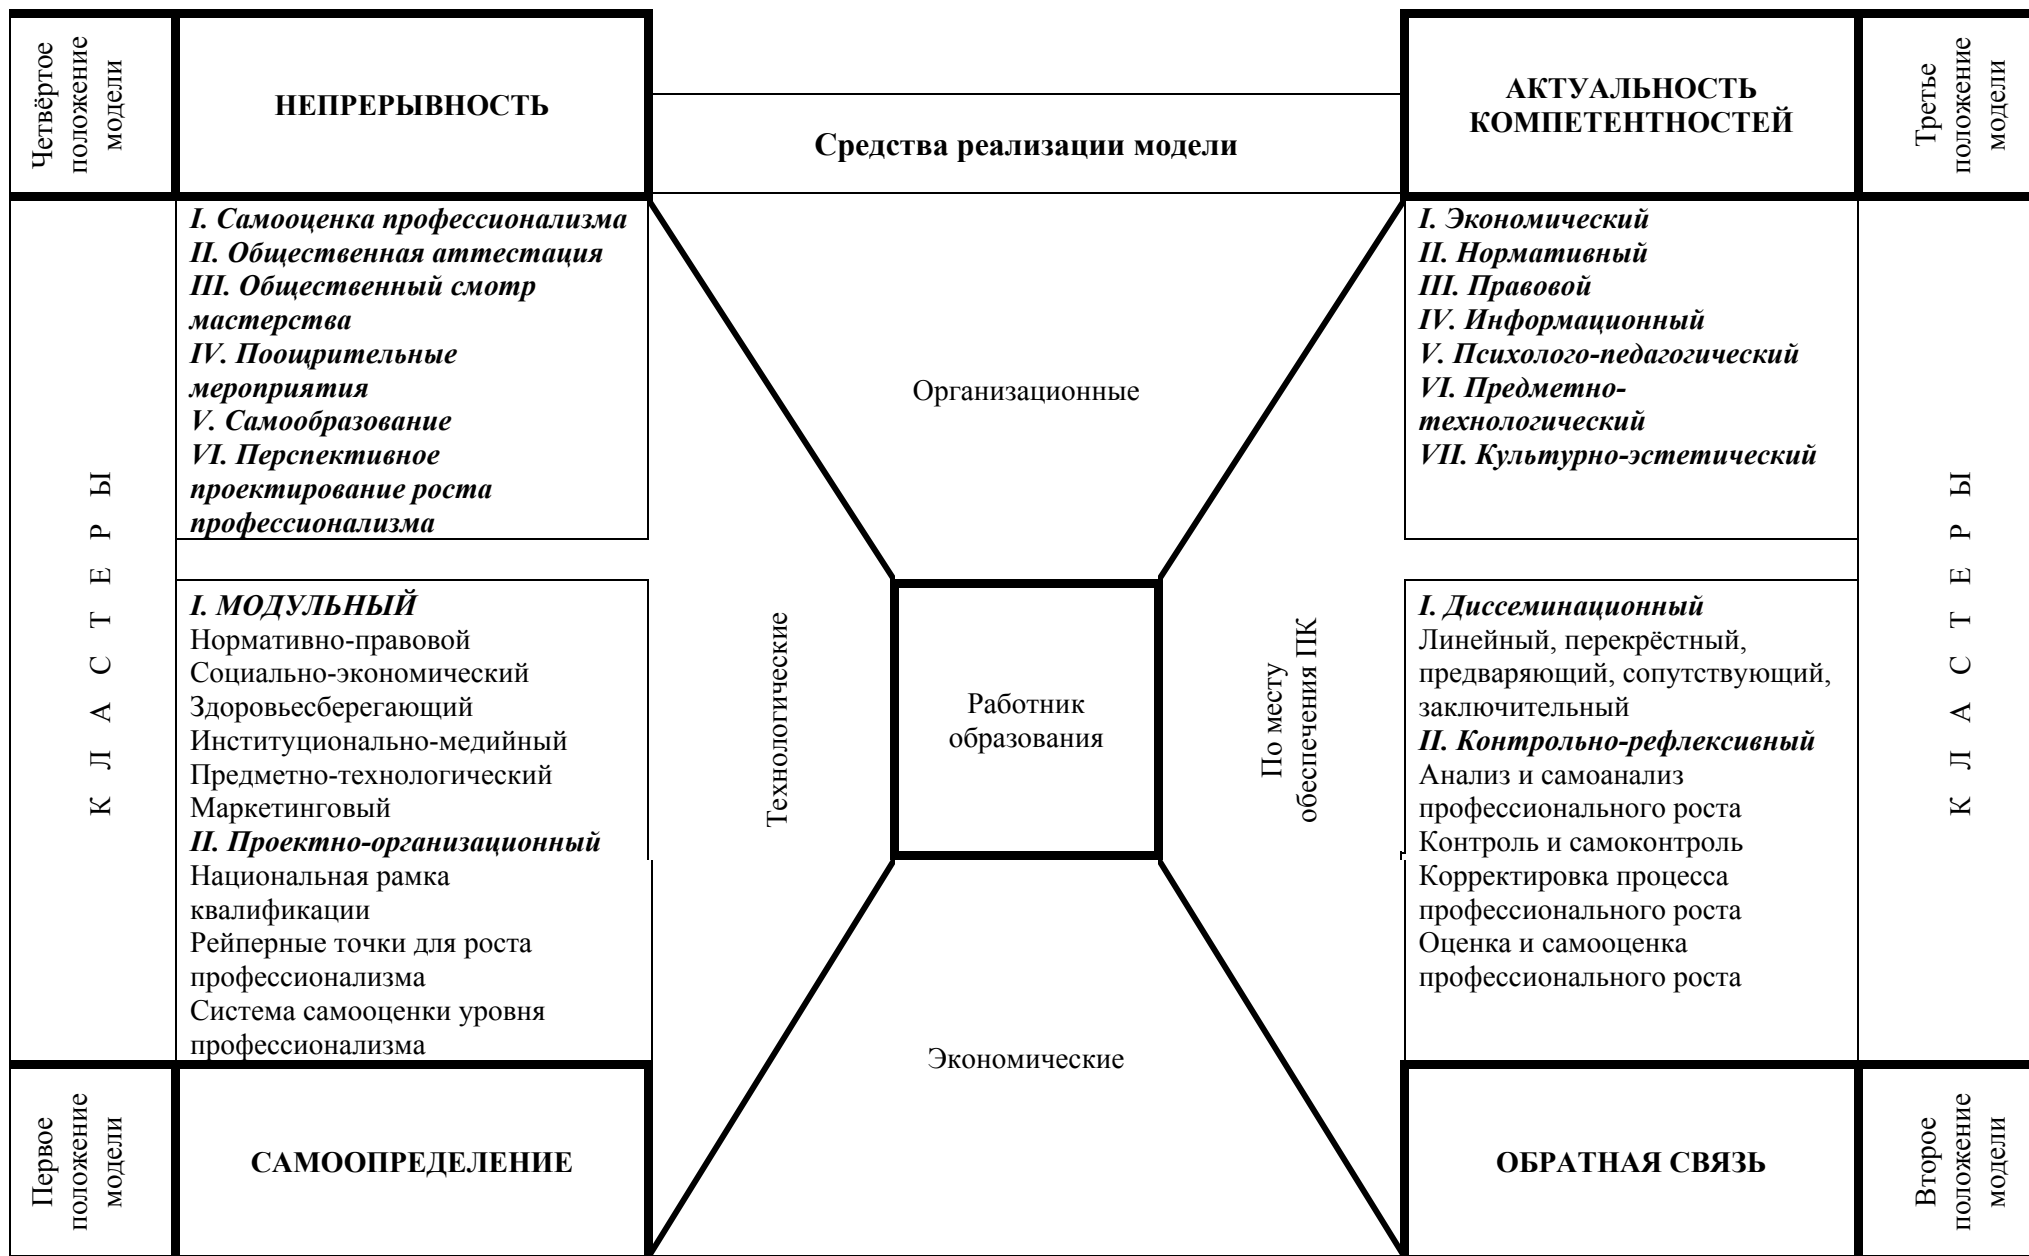 Четвёртое
положение
модели
НЕПРЕРЫВНОСТЬ
Средства реализации модели
АКТУАЛЬНОСТЬ
КОМПЕТЕНТНОСТЕЙ
Третье
положение
модели
К Л А С Т Е Р Ы
I. Самооценка профессионализма
II. Общественная аттестация
III. Общественный смотр
мастерства
IV. Поощрительные
мероприятия
V. Самообразование
VI. Перспективное
проектирование роста
профессионализма
Организационные
I. Экономический
II. Нормативный
III. Правовой
IV. Информационный
V. Психолого-педагогический
VI. Предметно-
технологический
VII. Культурно-эстетический
К Л А С Т Е Р Ы
I. МОДУЛЬНЫЙ
Нормативно-правовой
Социально-экономический
Здоровьесберегающий
Институционально-медийный
Предметно-технологический
Маркетинговый
II. Проектно-организационный
Национальная рамка
квалификации
Рейперные точки для роста
профессионализма
Система самооценки уровня
профессионализма
Технологические
Работник
образования
По месту
обеспечения ПК
I. Диссеминационный
Линейный, перекрёстный,
предваряющий, сопутствующий,
заключительный
II. Контрольно-рефлексивный
Анализ и самоанализ
профессионального роста
Контроль и самоконтроль
Корректировка процесса
профессионального роста
Оценка и самооценка
профессионального роста
Экономические
Первое
положение
модели
САМООПРЕДЕЛЕНИЕ
ОБРАТНАЯ СВЯЗЬ
Второе
положение
модели